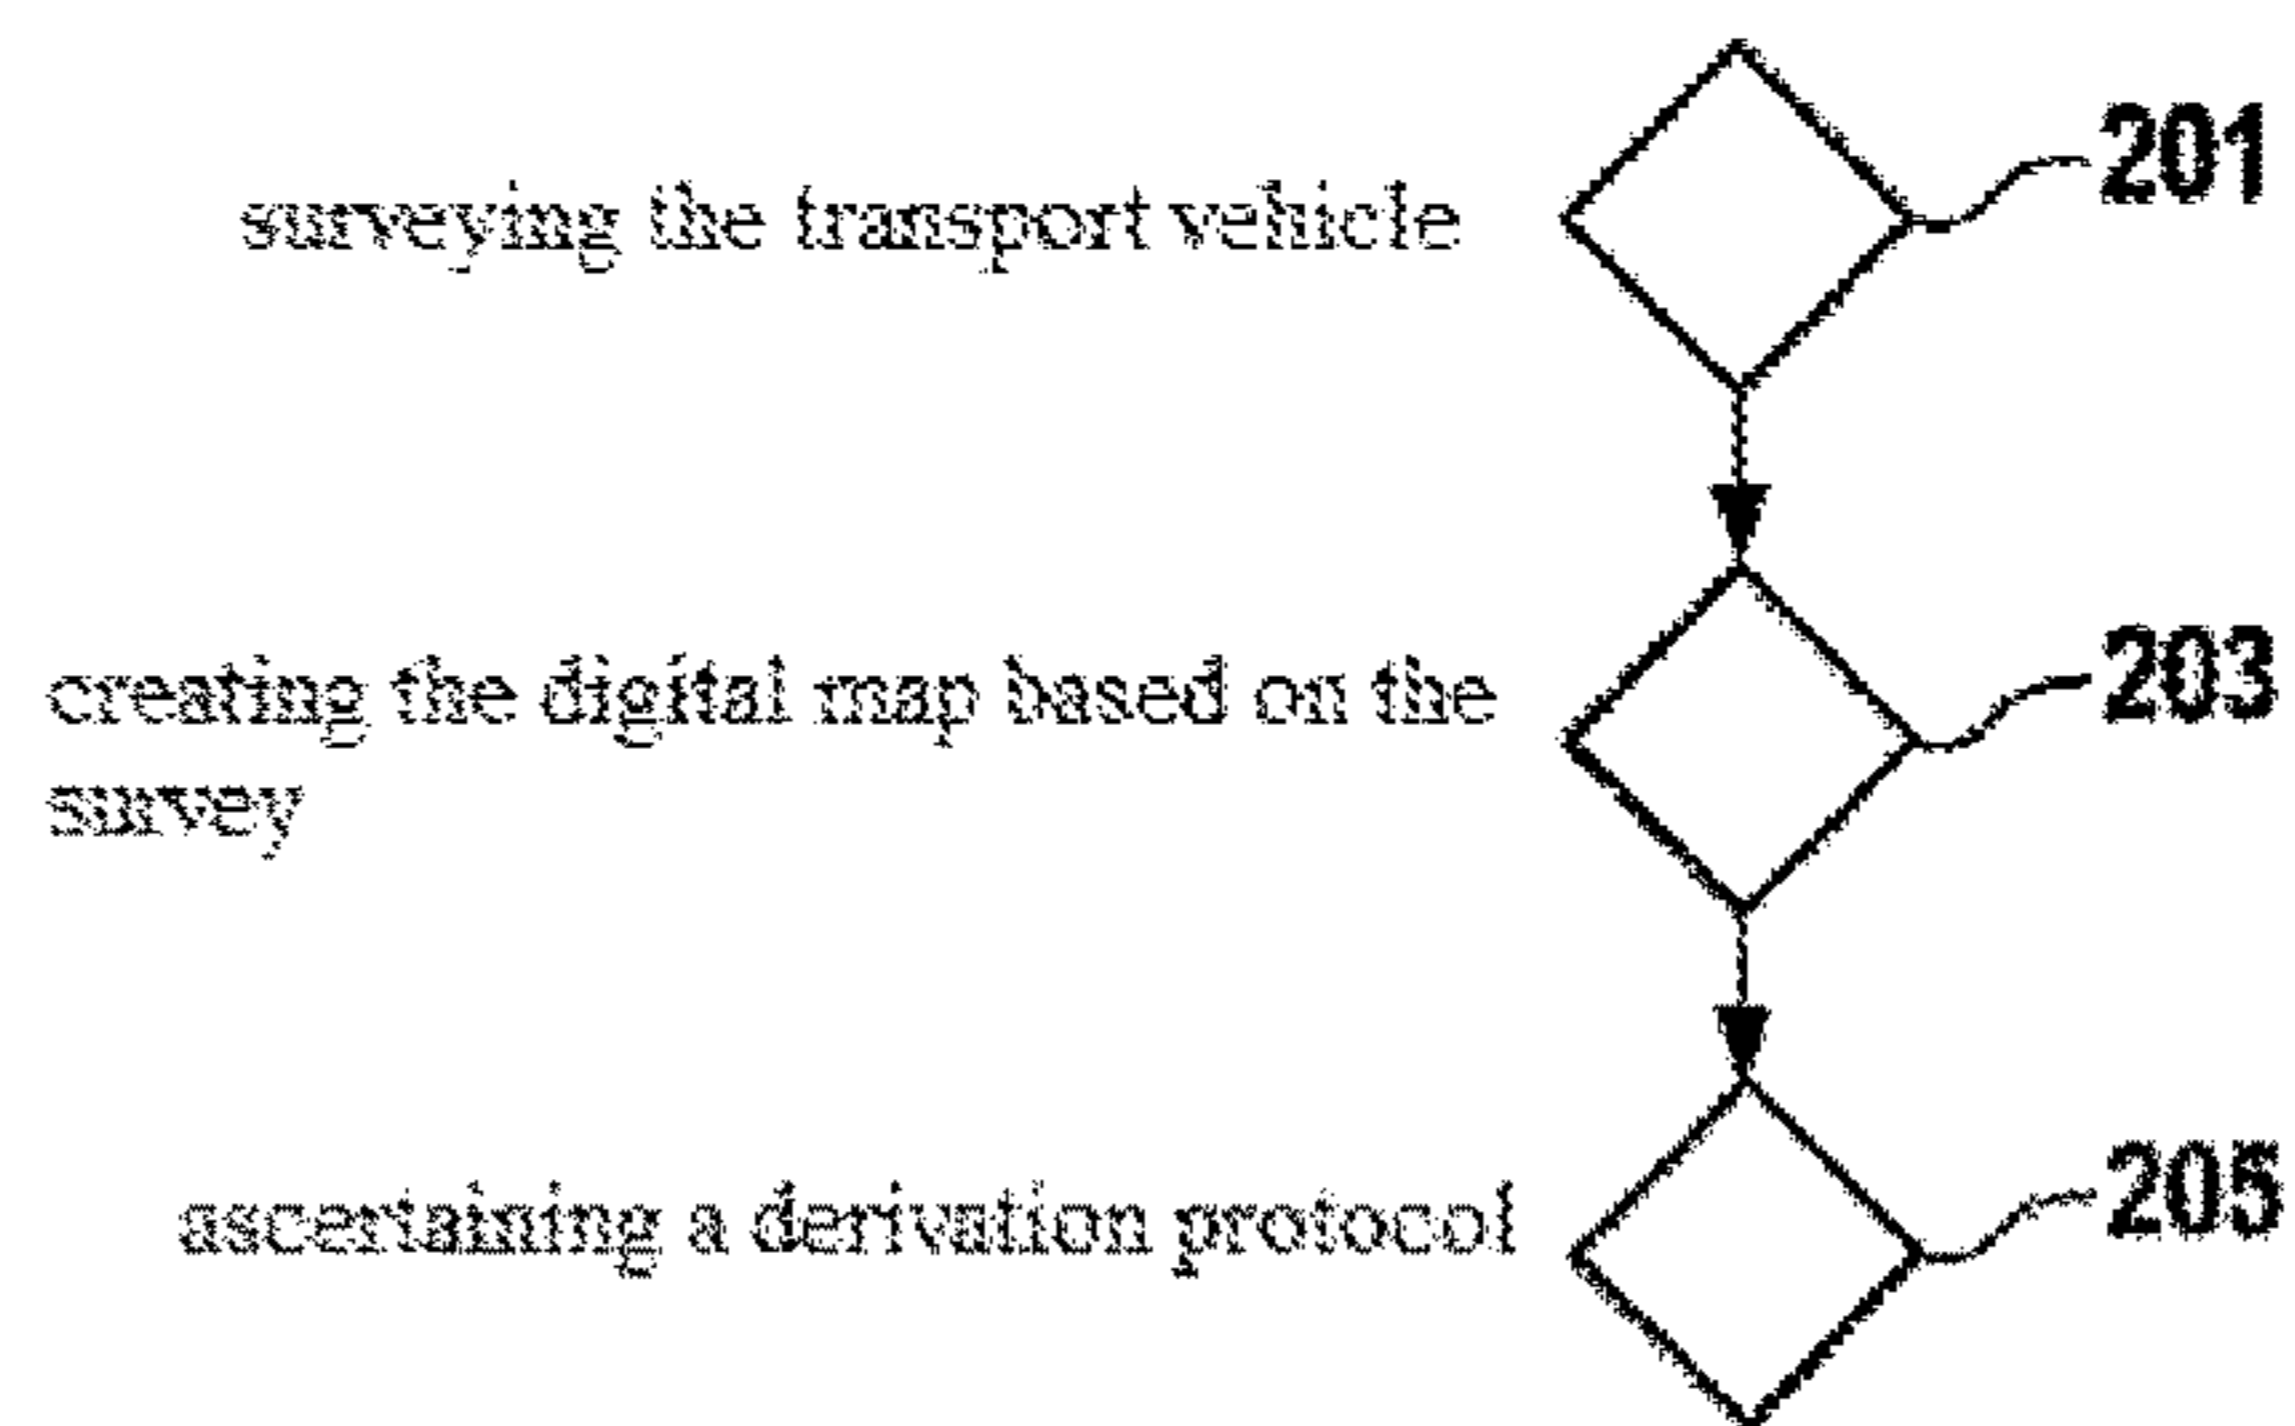 surveying the transport vehicle
201
creating the digital map based on the
survey
203
ascertaining a derivation protocol
205